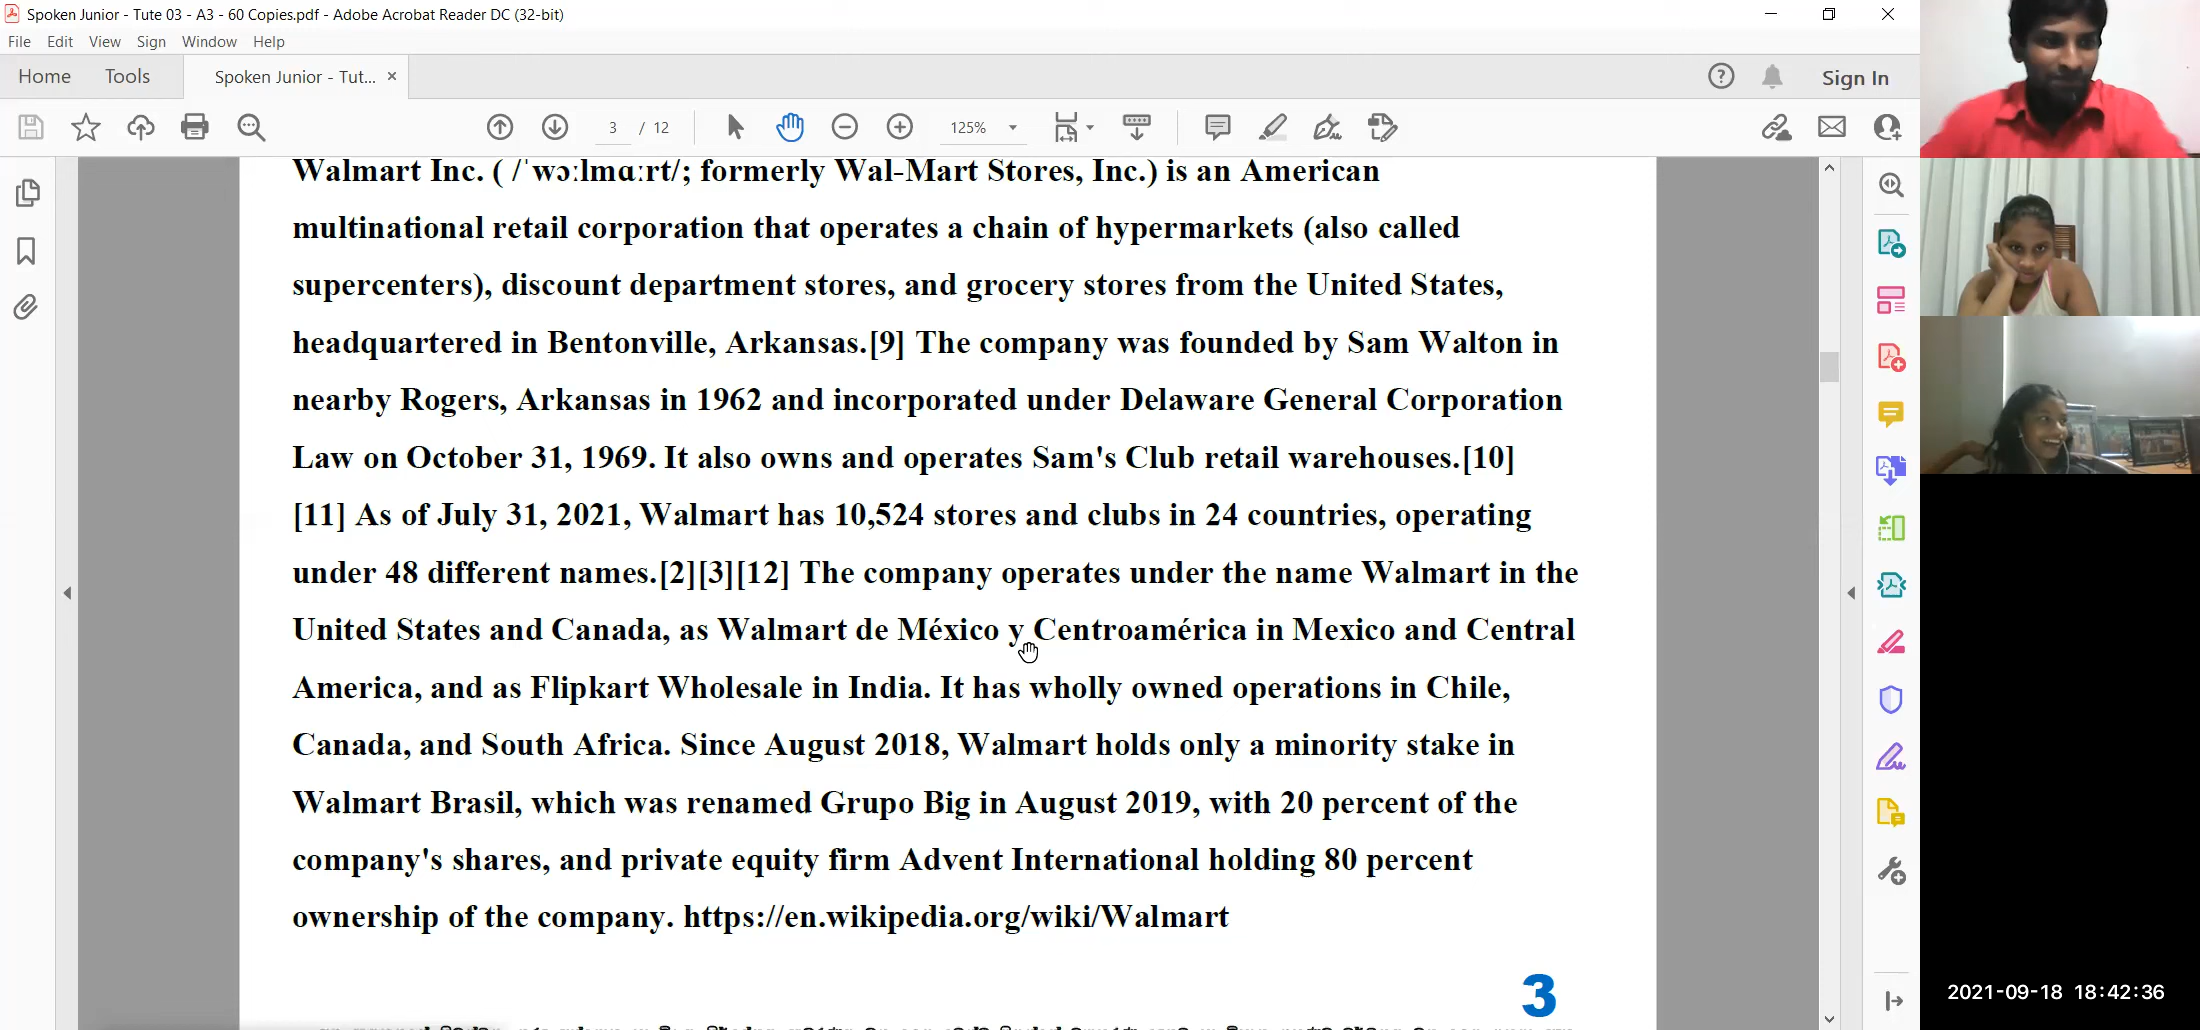 Spoken Junior - Tute 03 - A3 - 60 Copies.pdf - Adobe Acrobat Reader DC (32-bit)
File Edit View Sign Window Help
Home Tools Spoken Junior - Tut... × Sign In
3 / 12 125%
Walmart Inc. ( /ˈwɔːlmɑːrt/; formerly Wal-Mart Stores, Inc.) is an American
multinational retail corporation that operates a chain of hypermarkets (also called
supercenters), discount department stores, and grocery stores from the United States,
headquartered in Bentonville, Arkansas.[9] The company was founded by Sam Walton in
nearby Rogers, Arkansas in 1962 and incorporated under Delaware General Corporation
Law on October 31, 1969. It also owns and operates Sam's Club retail warehouses.[10]
[11] As of July 31, 2021, Walmart has 10,524 stores and clubs in 24 countries, operating
under 48 different names.[2][3][12] The company operates under the name Walmart in the
United States and Canada, as Walmart de México y Centroamérica in Mexico and Central
America, and as Flipkart Wholesale in India. It has wholly owned operations in Chile,
Canada, and South Africa. Since August 2018, Walmart holds only a minority stake in
Walmart Brasil, which was renamed Grupo Big in August 2019, with 20 percent of the
company's shares, and private equity firm Advent International holding 80 percent
ownership of the company. https://en.wikipedia.org/wiki/Walmart
3
2021-09-18 18:42:36